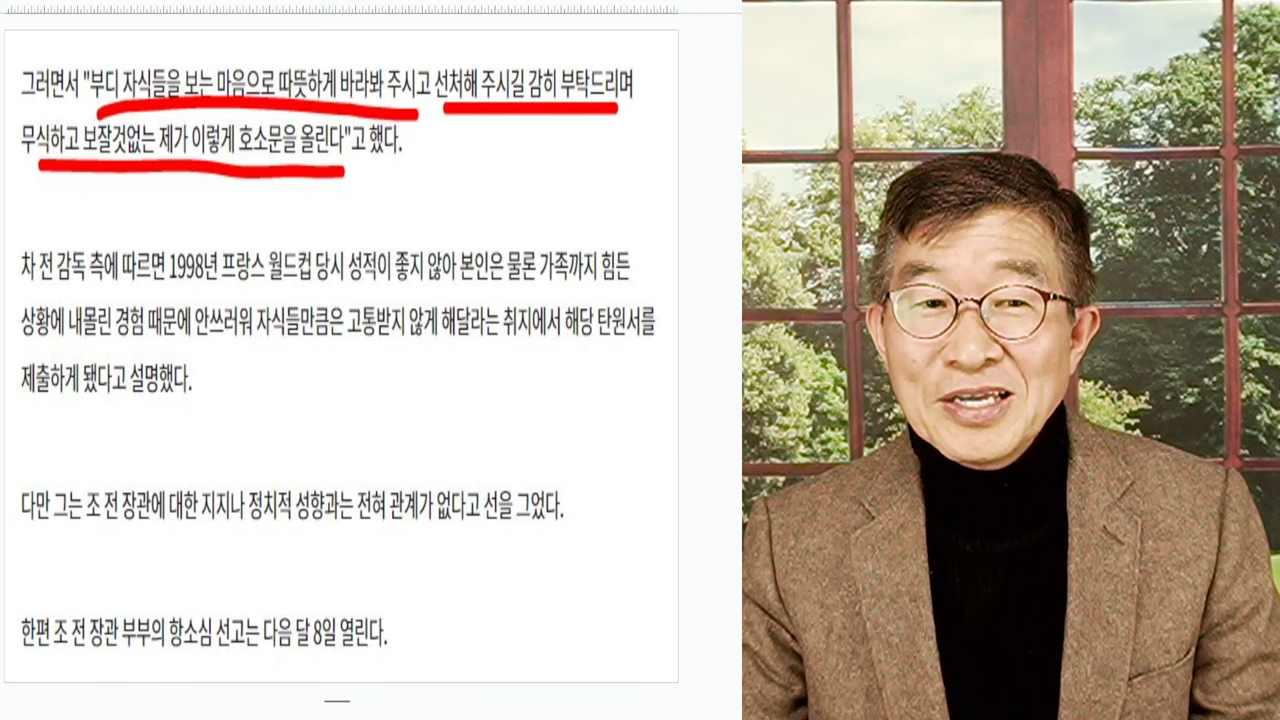 그러면서 "부디 자식들을 보는 마음으로 따뜻하게 바라봐 주시고 선처해 주시길 감히 부탁드리며
무식하고 보잘것없는 제가 이렇게 호소문을 올린다"고 했다.
차 전 감독 측에 따르면 1998년 프랑스 월드컵 당시 성적이 좋지 않아 본인은 물론 가족까지 힘든
상황에 내몰린 경험 때문에 안쓰러워 자식들만큼은 고통받지 않게 해달라는 취지에서 해당 탄원서를
제출하게 됐다고 설명했다.
다만 그는 조 전 장관에 대한 지지나 정치적 성향과는 전혀 관계가 없다고 선을 그었다.
한편 조 전 장관 부부의 항소심 선고는 다음 달 8일 열린다.